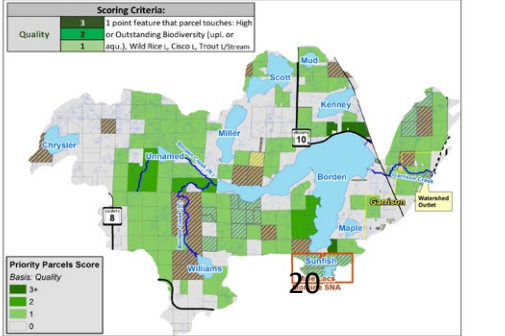 Scoring Criteria:
Quality
3
2
1
1 point feature that parcel touches: High
or Outstanding Biodiversity (upl. or
aqu.), Wild Rice L, Cisco L, Trout L/Stream
Mud
Scott
Kenney
Miller
10
Chrysler
Unnamed
Borden
Garrison Creek
Garrison
Watershed
Outlet
8
Maple
Williams
Sunfish
20
SNA
Priority Parcels Score
Basis: Quality
3+
2
1
0